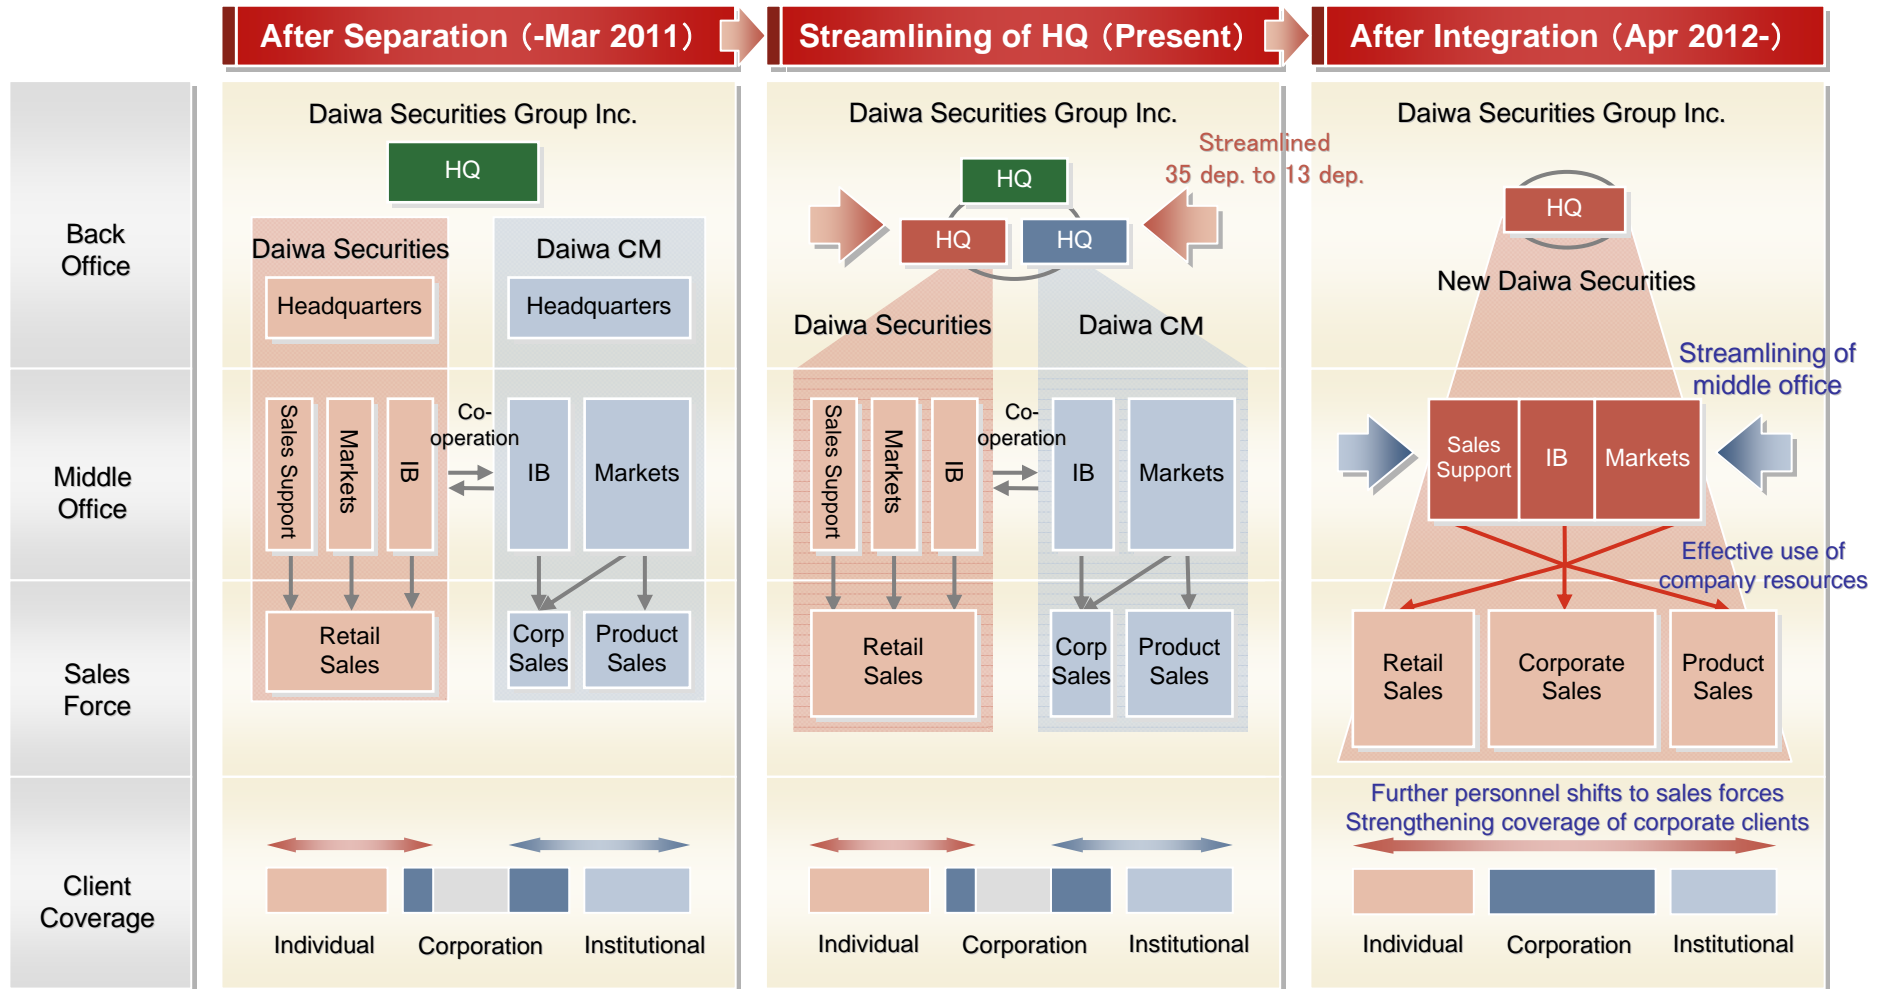 After Separation（-Mar 2011）
Streamlining of HQ（Present）
After Integration（Apr 2012-）
Back
Office
Middle
Office
Sales
Force
Client
Coverage
Daiwa Securities Group Inc.
HQ
Daiwa Securities
Daiwa CM
Headquarters
Headquarters
Sales Support
Markets
IB
Co-
operation
IB
Markets
Retail
Sales
Corp
Sales
Product
Sales
Individual
Corporation
Institutional
Daiwa Securities Group Inc.
Streamlined
35 dep. to 13 dep.
HQ
HQ
HQ
Daiwa Securities
Daiwa CM
Sales Support
Markets
IB
Co-
operation
IB
Markets
Retail
Sales
Corp
Sales
Product
Sales
Individual
Corporation
Institutional
Daiwa Securities Group Inc.
HQ
New Daiwa Securities
Streamlining of
middle office
Sales
Support
IB
Markets
Effective use of
company resources
Retail
Sales
Corporate
Sales
Product
Sales
Further personnel shifts to sales forces
Strengthening coverage of corporate clients
Individual
Corporation
Institutional